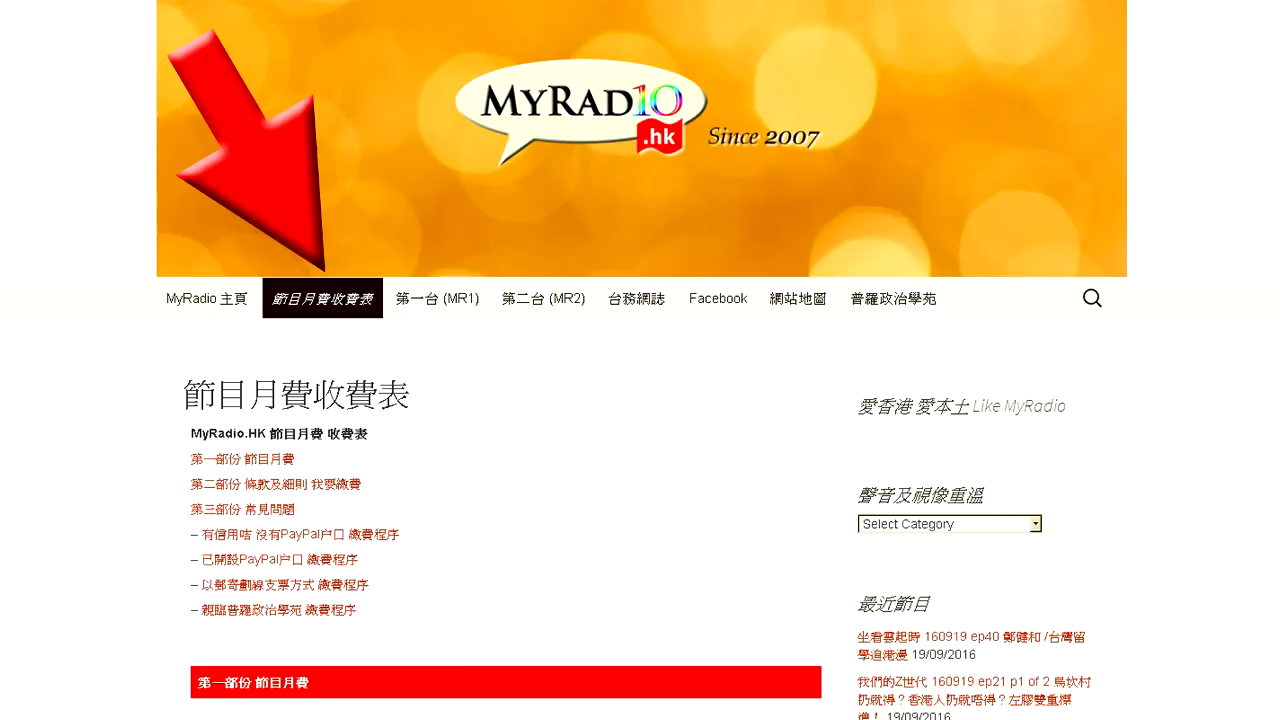 MYRAD10
.hk
Since 2007
MyRadio 主頁 節目月費收費表 第一台 (MR1) 第二台 (MR2) 台務網誌 Facebook 網站地圖 普羅政治學苑
節目月費收費表
MyRadio.HK 節目月費 收費表
第一部份 節目月費
第二部份 條款及細則 我要繳費
第三部份 常見問題
– 有信用咭 沒有PayPal户口 繳費程序
– 已開設PayPal户口 繳費程序
– 以郵寄劃線支票方式 繳費程序
– 親臨普羅政治學苑 繳費程序
第一部份 節目月費
愛香港 愛本土 Like MyRadio
聲音及視像重溫
Select Category
最近節目
坐看雲起時 160919 ep40 鄭健和 /台灣留
學追港漫 19/09/2016
我們的Z世代 160919 ep21 p1 of 2 烏坎村
扔就得？香港人扔就唔得？左膠雙重標
準！ 19/09/2016